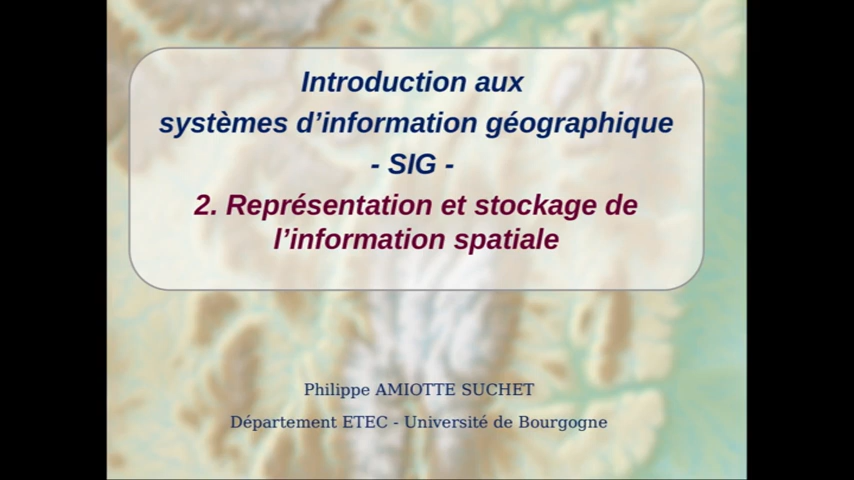 Introduction aux
systèmes d’information géographique
- SIG -
2. Représentation et stockage de
l’information spatiale
Philippe AMIOTTE SUCHET
Département ETEC - Université de Bourgogne